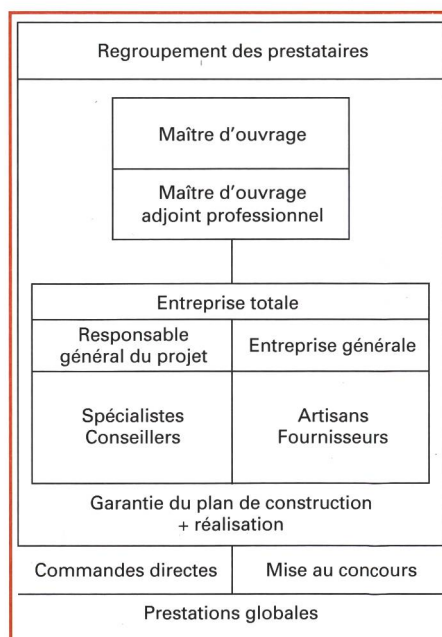 Regroupement des prestataires
Maître d'ouvrage
Maître d'ouvrage
adjoint professionnel
Entreprise totale
Responsable
général du projet
Entreprise générale
Spécialistes
Conseillers
Artisans
Fournisseurs
Garantie du plan de construction
+ réalisation
Commandes directes
Mise au concours
Prestations globales